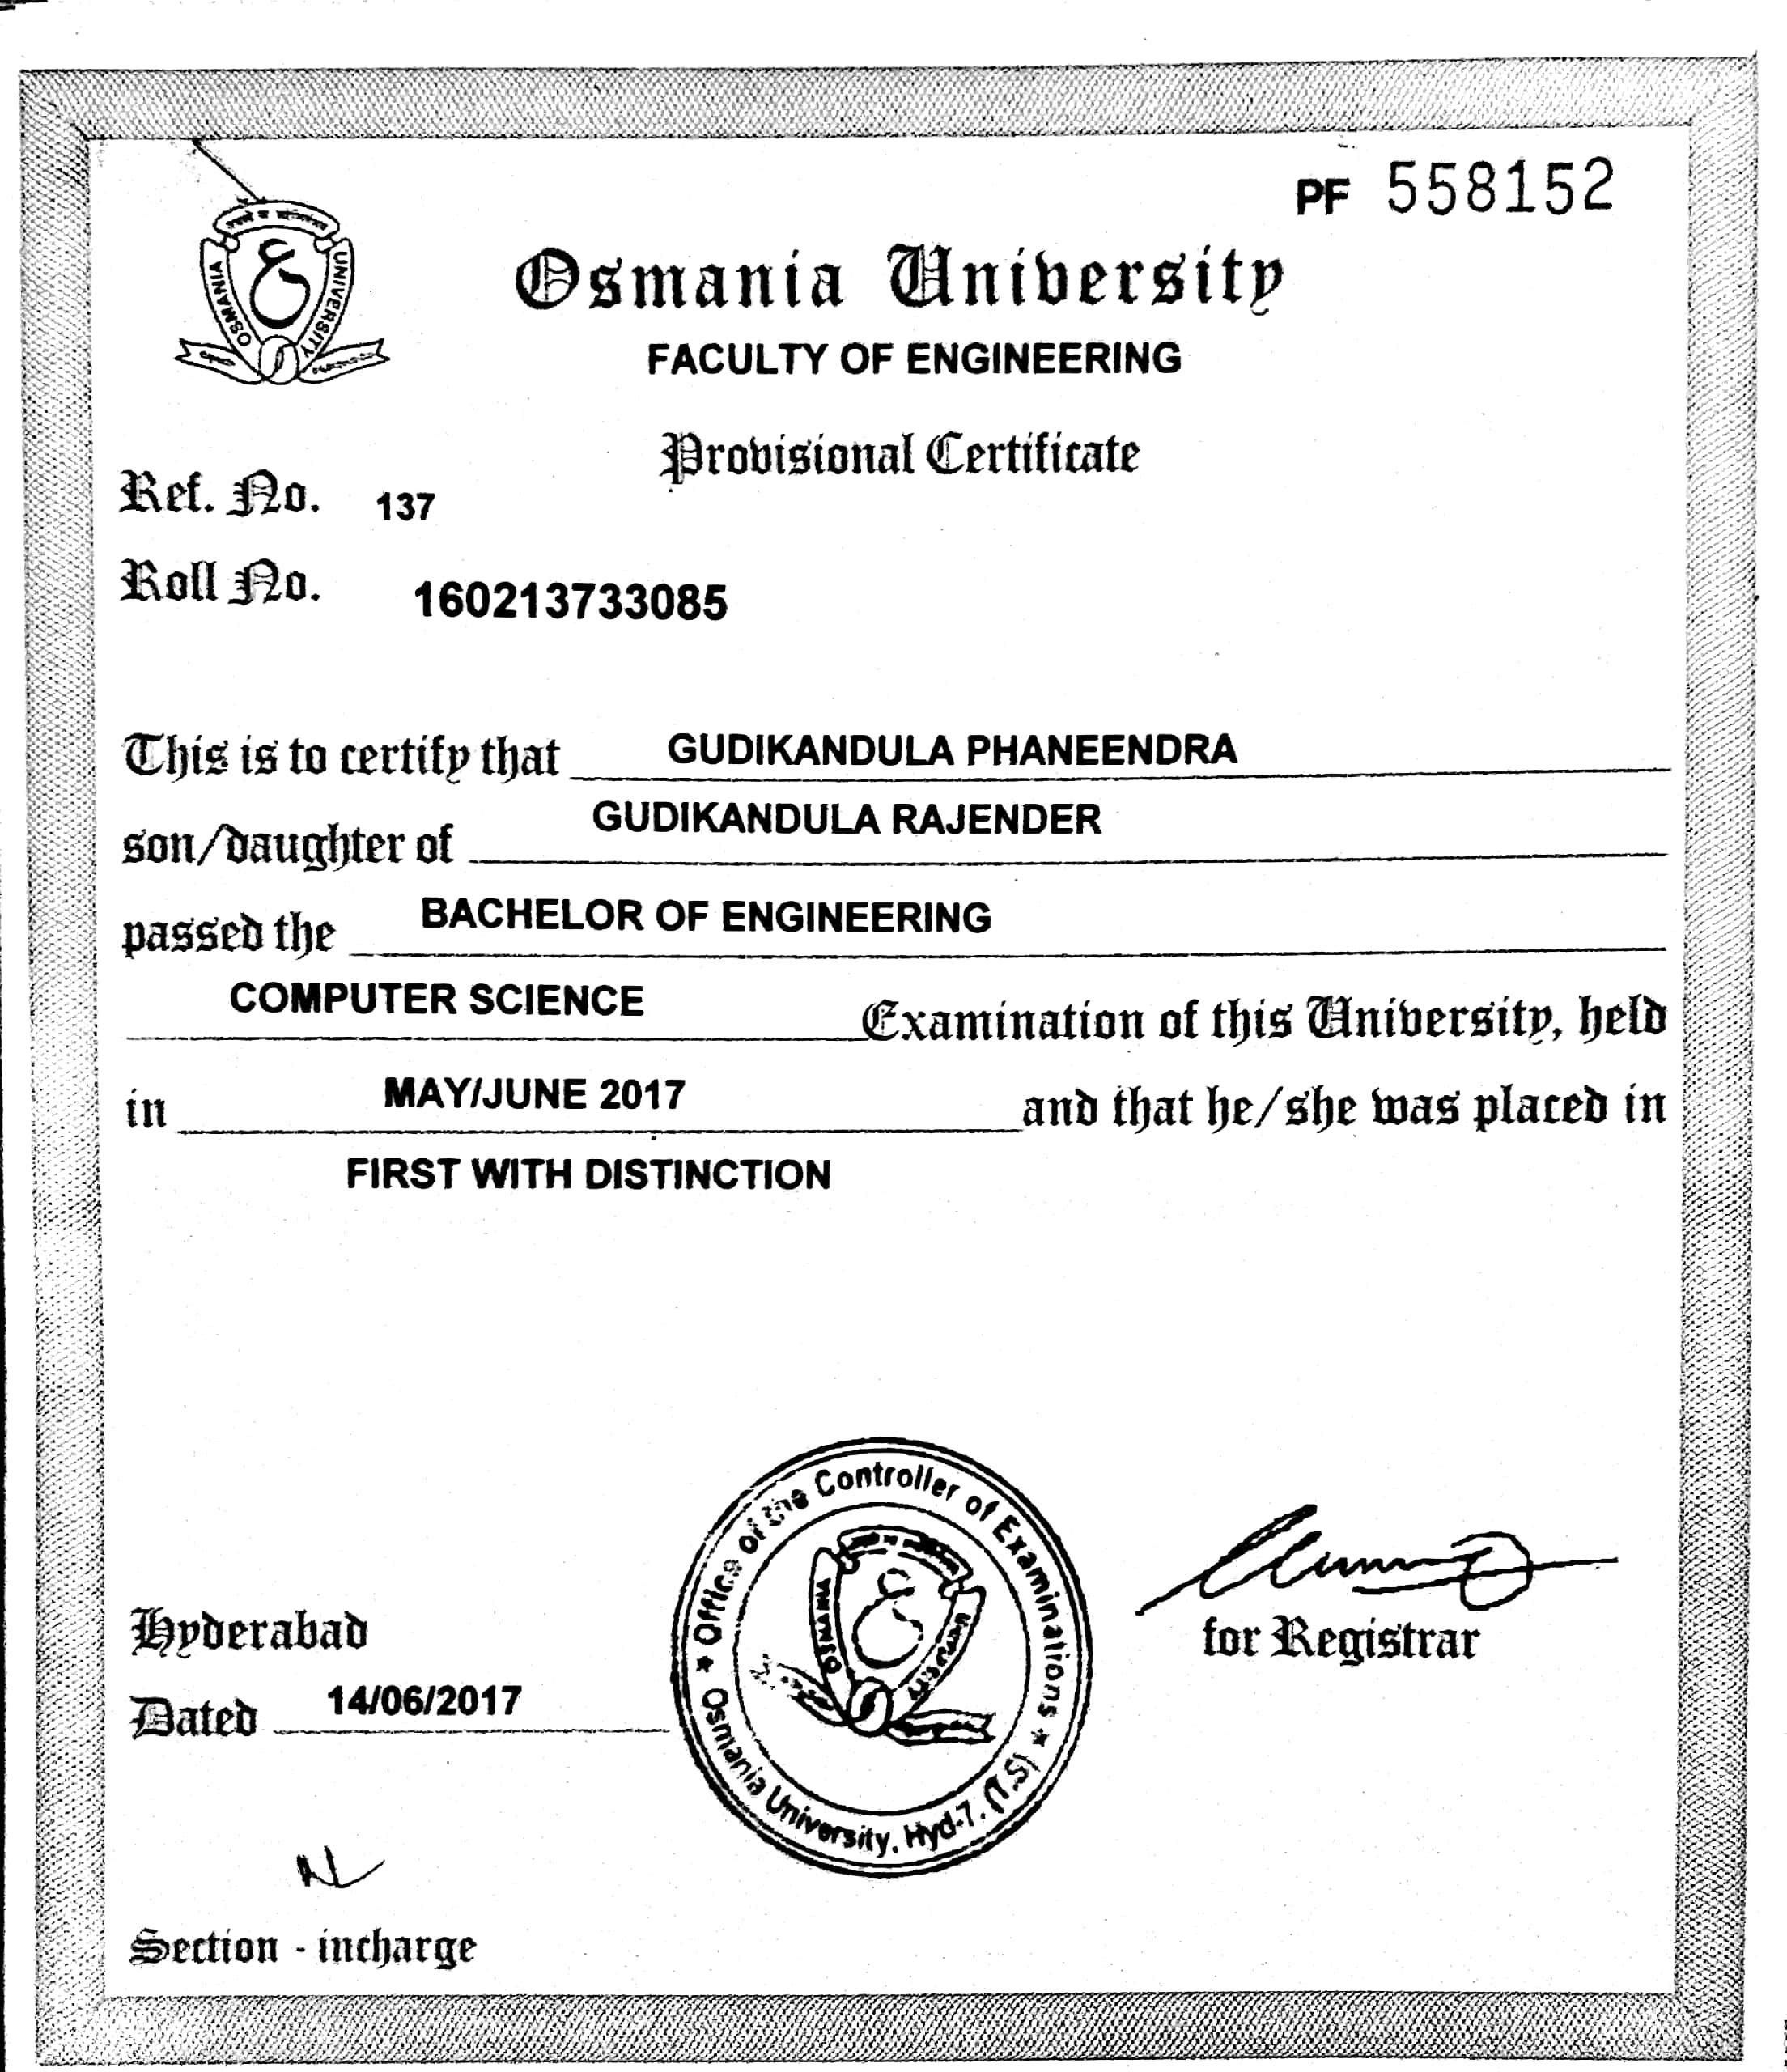 PF 558152
OSMANIA UNIVERSITY
Osmania University
FACULTY OF ENGINEERING
Provisional Certificate
Ref. No. 137
Roll No. 160213733085
This is to certify that GUDIKANDULA PHANEENDRA
son/daughter of GUDIKANDULA RAJENDER
passed the BACHELOR OF ENGINEERING
COMPUTER SCIENCE Examination of this University, held
in MAY/JUNE 2017 and that he/she was placed in
FIRST WITH DISTINCTION
Office of the Controller of Examinations
Osmania University, Hyd-7. (T.S)
OSMANIA
for Registrar
Hyderabad
Dated 14/06/2017
Section - incharge